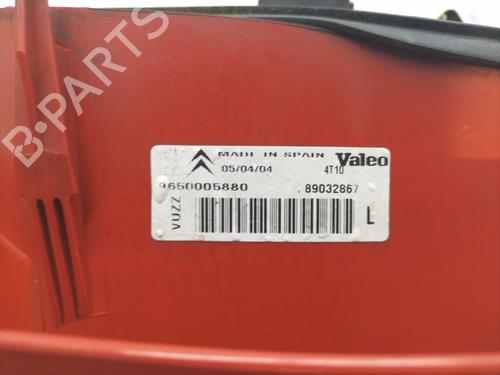 MADE IN SPAIN Valeo
05/04/04 4T10
9650005880 89032867
VUZZ
L
B-PARTS